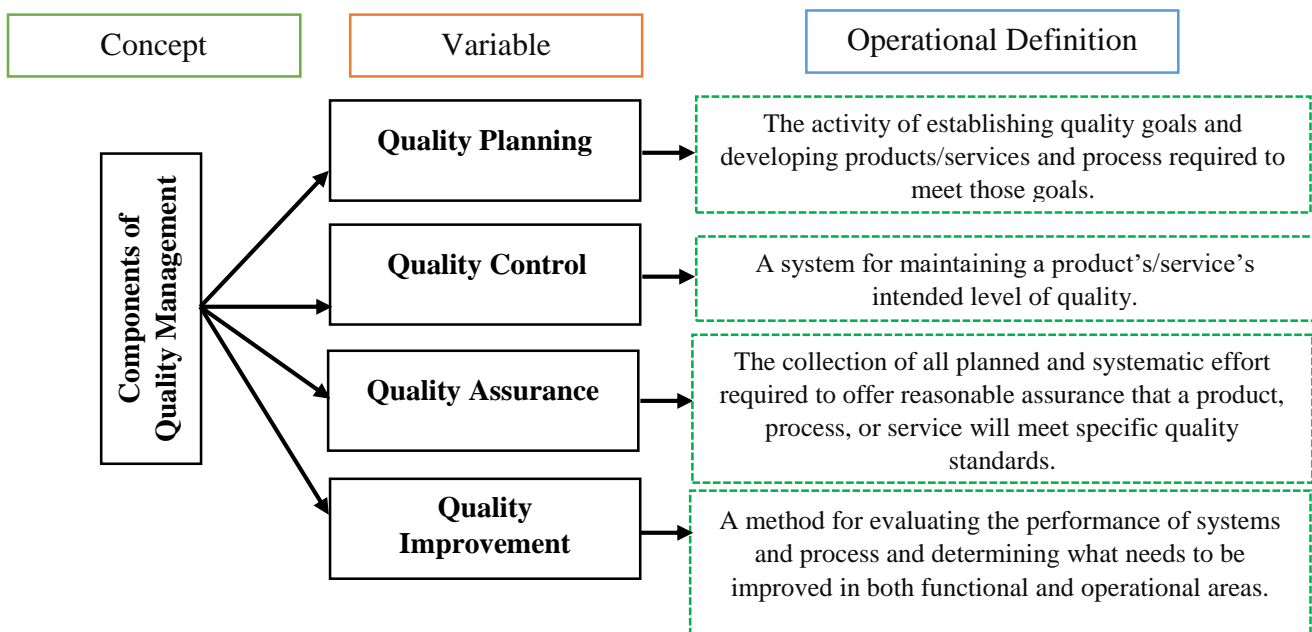 Concept
Variable
Operational Definition
Components of
Quality Management
Quality Planning
The activity of establishing quality goals and
developing products/services and process required to
meet those goals.
Quality Control
A system for maintaining a product’s/service’s
intended level of quality.
Quality Assurance
The collection of all planned and systematic effort
required to offer reasonable assurance that a product,
process, or service will meet specific quality
standards.
Quality
Improvement
A method for evaluating the performance of systems
and process and determining what needs to be
improved in both functional and operational areas.